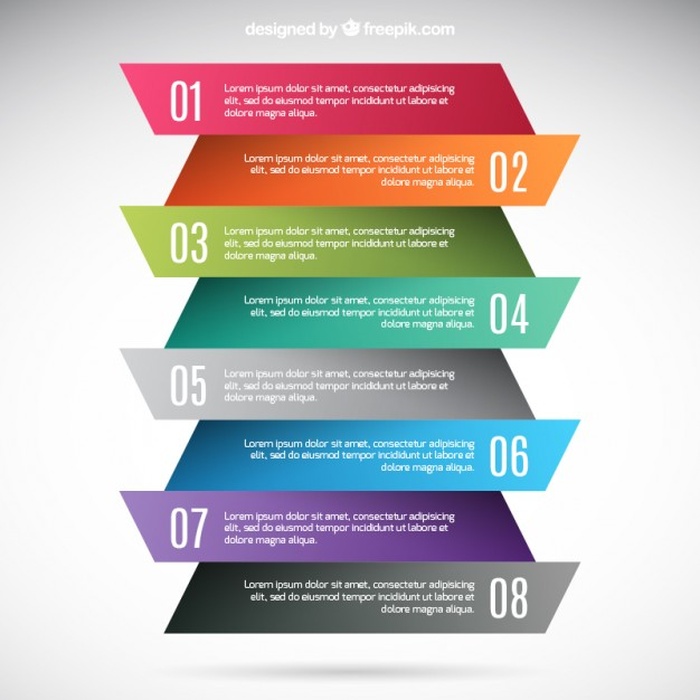 designed by freepik.com
01
Lorem ipsum dolor sit amet, consectetur adipisicing
elit, sed do eiusmod tempor incididunt ut labore et
dolore magna aliqua.
Lorem ipsum dolor sit amet, consectetur adipisicing
elit, sed do eiusmod tempor incididunt ut labore et
dolore magna aliqua.
02
03
Lorem ipsum dolor sit amet, consectetur adipisicing
elit, sed do eiusmod tempor incididunt ut labore et
dolore magna aliqua.
Lorem ipsum dolor sit amet, consectetur adipisicing
elit, sed do eiusmod tempor incididunt ut labore et
dolore magna aliqua.
04
05
Lorem ipsum dolor sit amet, consectetur adipisicing
elit, sed do eiusmod tempor incididunt ut labore et
dolore magna aliqua.
Lorem ipsum dolor sit amet, consectetur adipisicing
elit, sed do eiusmod tempor incididunt ut labore et
dolore magna aliqua.
06
07
Lorem ipsum dolor sit amet, consectetur adipisicing
elit, sed do eiusmod tempor incididunt ut labore et
dolore magna aliqua.
Lorem ipsum dolor sit amet, consectetur adipisicing
elit, sed do eiusmod tempor incididunt ut labore et
dolore magna aliqua.
08